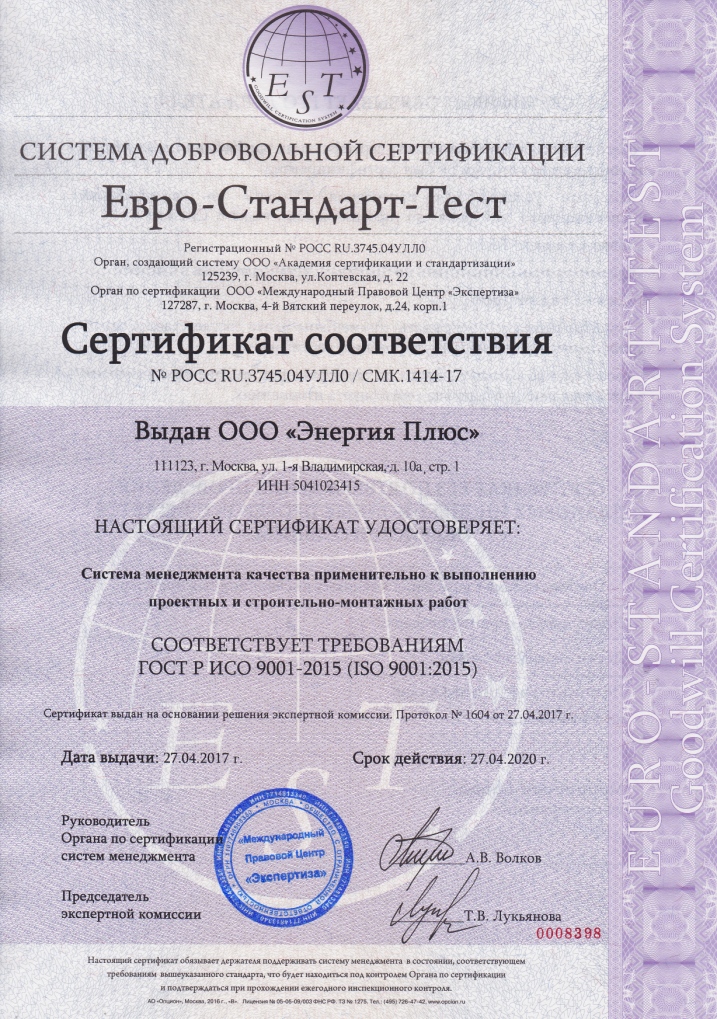 EST
GOODWILL CERTIFICATION SYSTEM
СИСТЕМА ДОБРОВОЛЬНОЙ СЕРТИФИКАЦИИ
Евро-Стандарт-Тест
Регистрационный № РОСС RU.3745.04УЛЛ0
Орган, создающий систему ООО «Академия сертификации и стандартизации»
125239, г. Москва, ул.Коптевская, д. 22
Орган по сертификации ООО «Международный Правовой Центр «Экспертиза»
127287, г. Москва, 4-й Вятский переулок, д.24, корп.1
Сертификат соответствия
№ РОСС RU.3745.04УЛЛ0 / СМК.1414-17
Выдан ООО «Энергия Плюс»
111123, г. Москва, ул. 1-я Владимирская, д. 10а, стр. 1
ИНН 5041023415
НАСТОЯЩИЙ СЕРТИФИКАТ УДОСТОВЕРЯЕТ:
Система менеджмента качества применительно к выполнению
проектных и строительно-монтажных работ
СООТВЕТСТВУЕТ ТРЕБОВАНИЯМ
ГОСТ Р ИСО 9001-2015 (ISO 9001:2015)
Сертификат выдан на основании решения экспертной комиссии. Протокол № 1604 от 27.04.2017 г.
EST
Дата выдачи: 27.04.2017 г. Срок действия: 27.04.2020 г.
Руководитель
Органа по сертификации
систем менеджмента
А.В. Волков
«Международный
Правовой Центр
«Экспертиза»
МОСКВА
Председатель
экспертной комиссии
Т.В. Лукьянова
0008398
Настоящий сертификат обязывает держателя поддерживать систему менеджмента в состоянии, соответствующем
требованиям вышеуказанного стандарта, что будет находиться под контролем Органа по сертификации
и подтверждаться при прохождении ежегодного инспекционного контроля.
АО «Опцион», Москва, 2016 г., «В». Лицензия № 05-05-09/003 ФНС РФ. ТЗ № 1275. Тел.: (495) 726-47-42, www.opcion.ru
EURO-STANDART-TEST
Goodwill Certification System